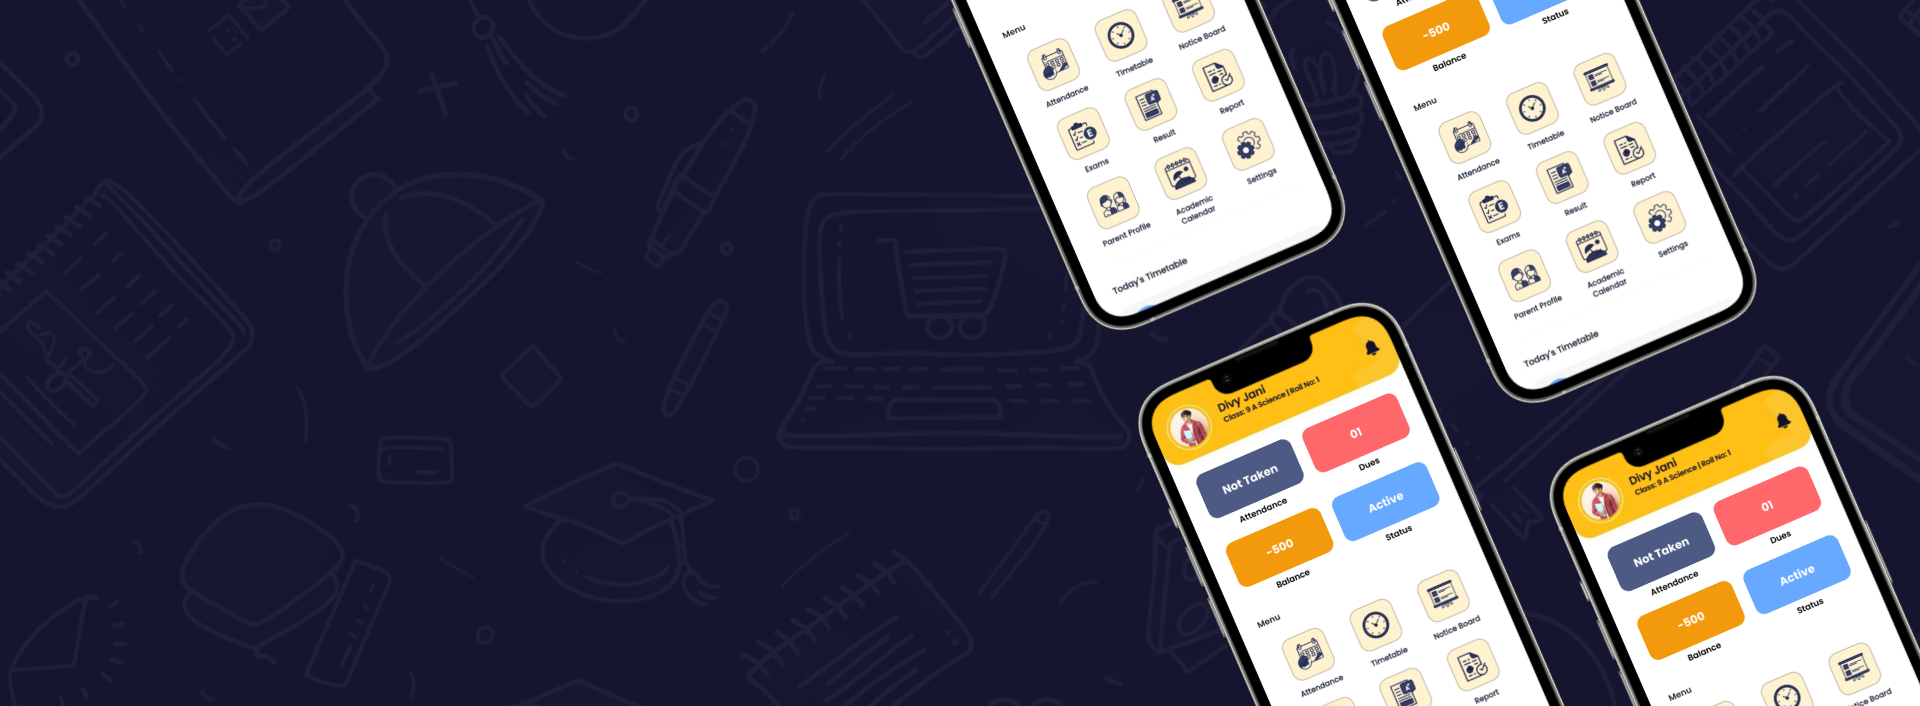 Menu
Attendance
Timetable
Notice Board
Exams
Result
Report
Parent Profile
Academic
Calendar
Settings
Today's Timetable
-500
Balance
Status
Menu
Attendance
Timetable
Notice Board
Exams
Result
Report
Parent Profile
Academic
Calendar
Settings
Today's Timetable
Divy Jani
Class: 9 A Science | Roll No: 1
Not Taken
Attendance
01
Dues
-500
Balance
Active
Status
Menu
Attendance
Timetable
Notice Board
Report
Divy Jani
Class: 9 A Science | Roll No: 1
Not Taken
Attendance
01
Dues
-500
Balance
Active
Status
Menu
Board